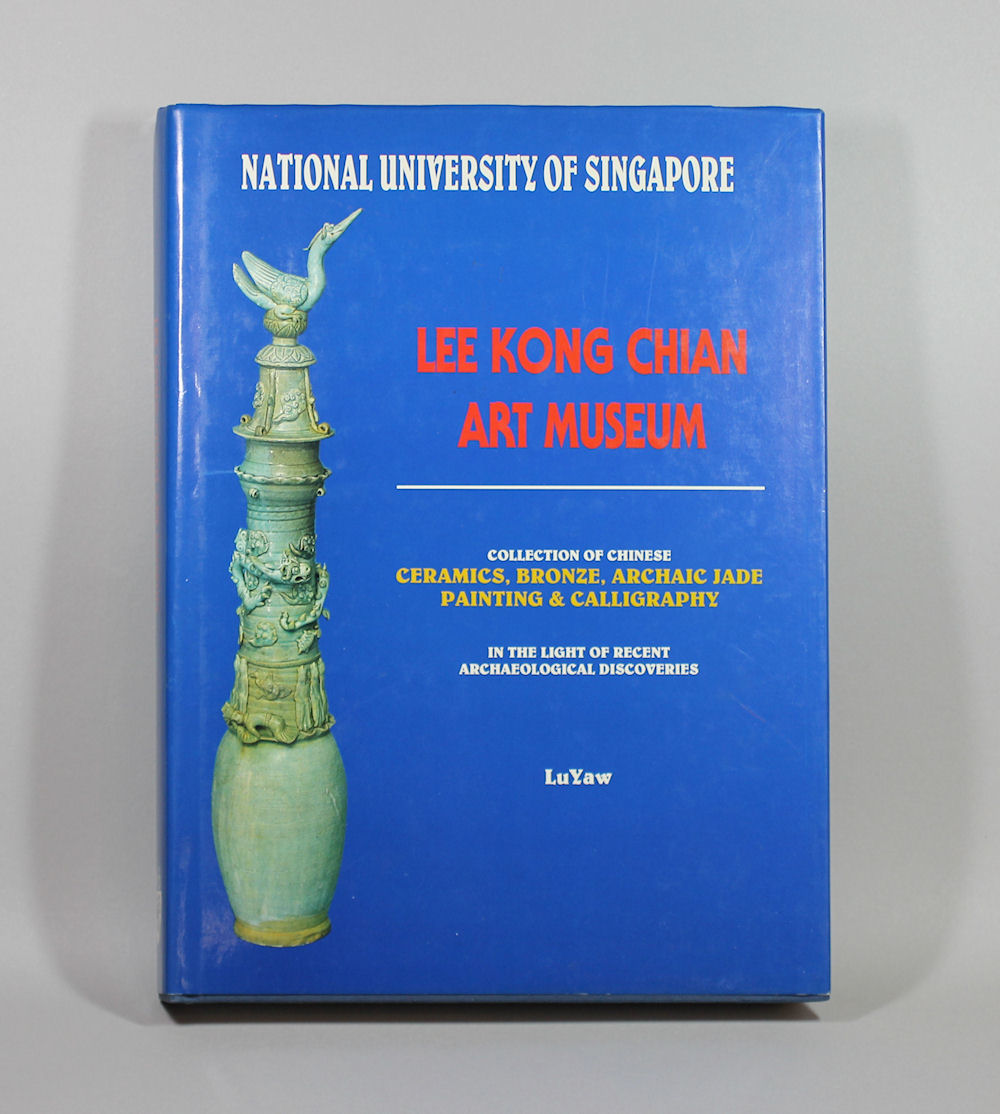 NATIONAL UNIVERSITY OF SINGAPORE
LEE KONG CHIAN
ART MUSEUM
COLLECTION OF CHINESE
CERAMICS, BRONZE, ARCHAIC JADE
PAINTING & CALLIGRAPHY
IN THE LIGHT OF RECENT
ARCHAEOLOGICAL DISCOVERIES
LuYaw